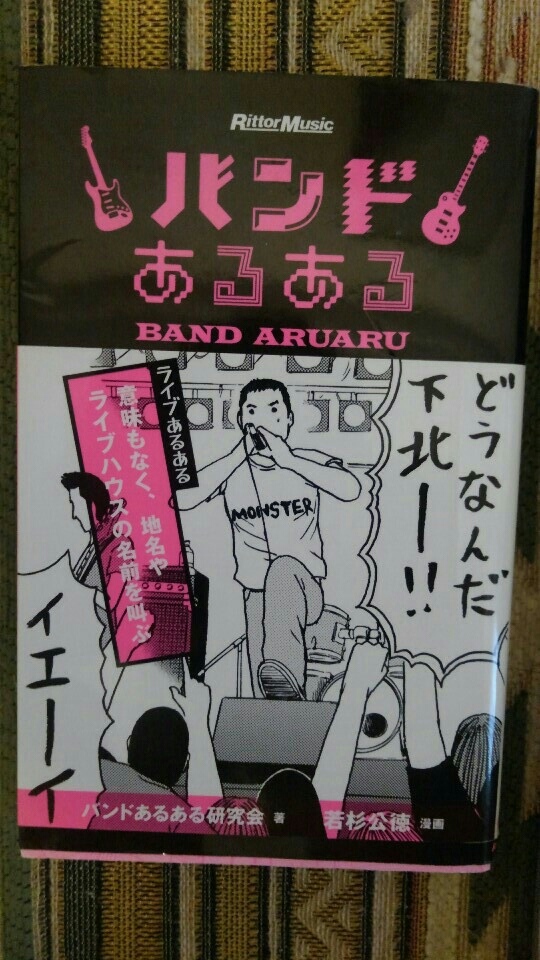 RittorMusic
バンド
あるある
BAND ARUARU
どうなんだ
下北ー!!
ライブあるある
意味もなく、地名や
ライブハウスの名前を叫ぶ
MONSTER
イエーイ
バンドあるある研究会 著
若杉公徳 漫画